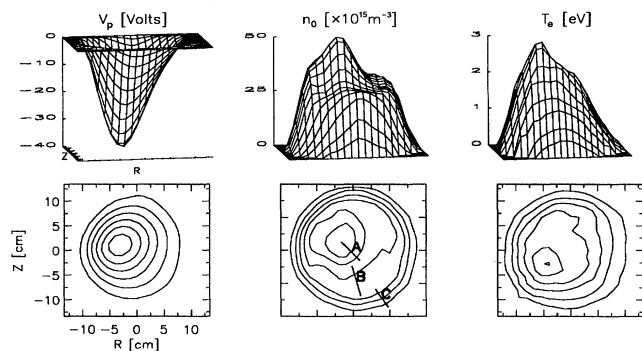 V_p [Volts]
n_0 [×10^15 m^−3]
T_e [eV]
0
−10
−20
−30
−40
Z
R
50
25
0
3
2
1
0
10
5
0
−5
−10
Z [cm]
−10 −5 0 5 10
R [cm]
A
B
C